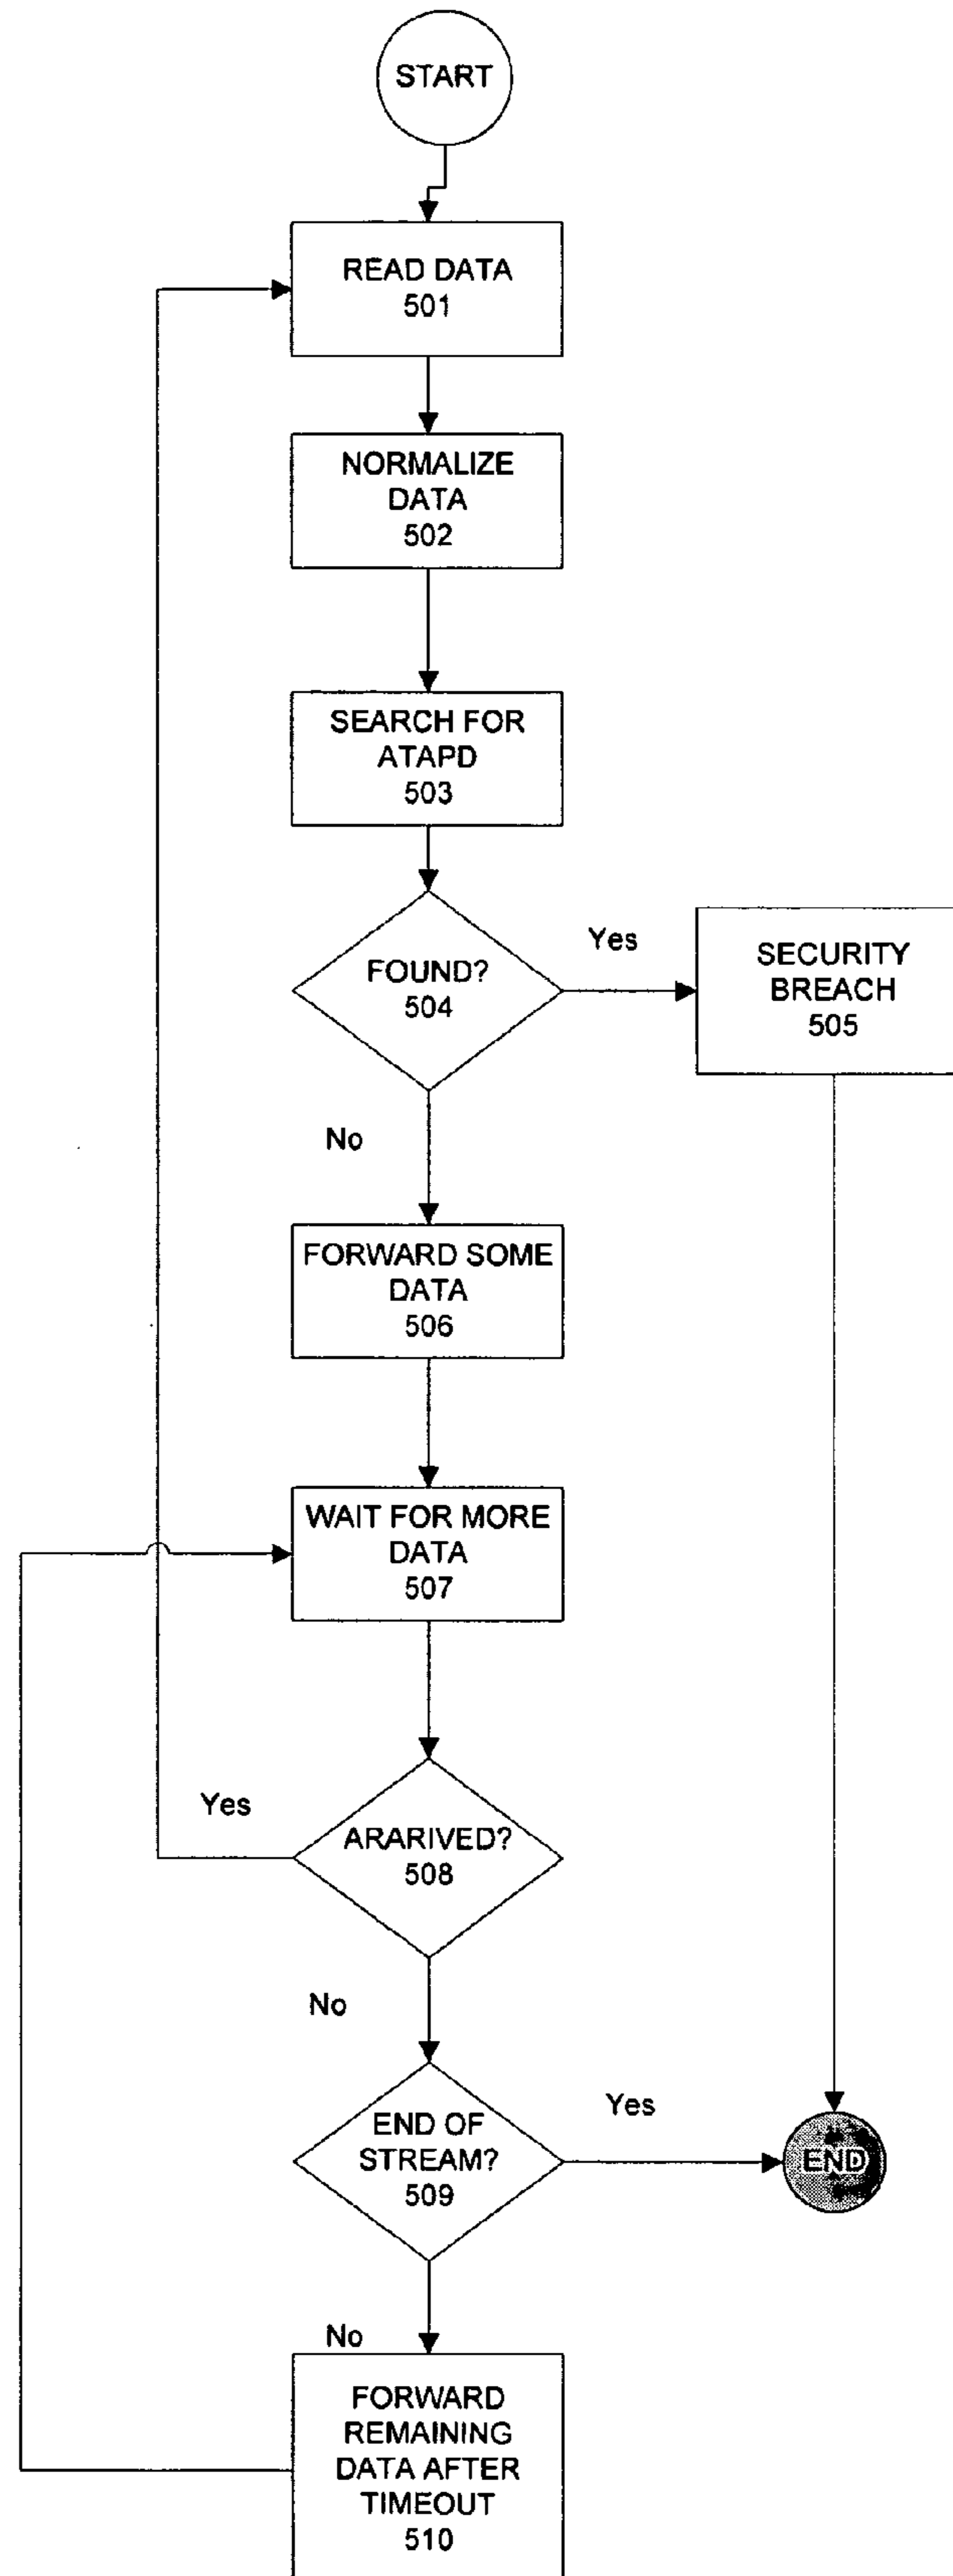 START
READ DATA
501
NORMALIZE
DATA
502
SEARCH FOR
ATAPD
503
FOUND?
504
Yes
SECURITY
BREACH
505
No
FORWARD SOME
DATA
506
WAIT FOR MORE
DATA
507
Yes
ARARIVED?
508
No
END OF
STREAM?
509
Yes
END
No
FORWARD
REMAINING
DATA AFTER
TIMEOUT
510